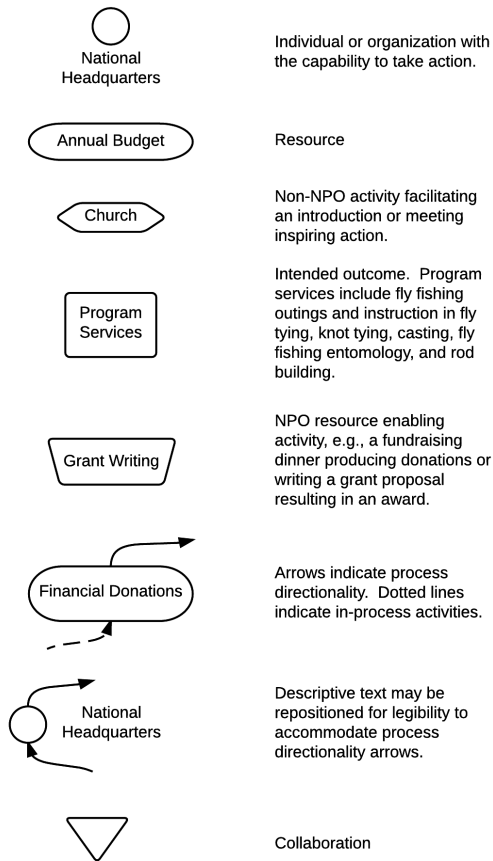 National
Headquarters
Individual or organization with
the capability to take action.
Annual Budget
Resource
Church
Non-NPO activity facilitating
an introduction or meeting
inspiring action.
Program
Services
Intended outcome.  Program
services include fly fishing
outings and instruction in fly
tying, knot tying, casting, fly
fishing entomology, and rod
building.
Grant Writing
NPO resource enabling
activity, e.g., a fundraising
dinner producing donations or
writing a grant proposal
resulting in an award.
Financial Donations
Arrows indicate process
directionality.  Dotted lines
indicate in-process activities.
National
Headquarters
Descriptive text may be
repositioned for legibility to
accommodate process
directionality arrows.
Collaboration